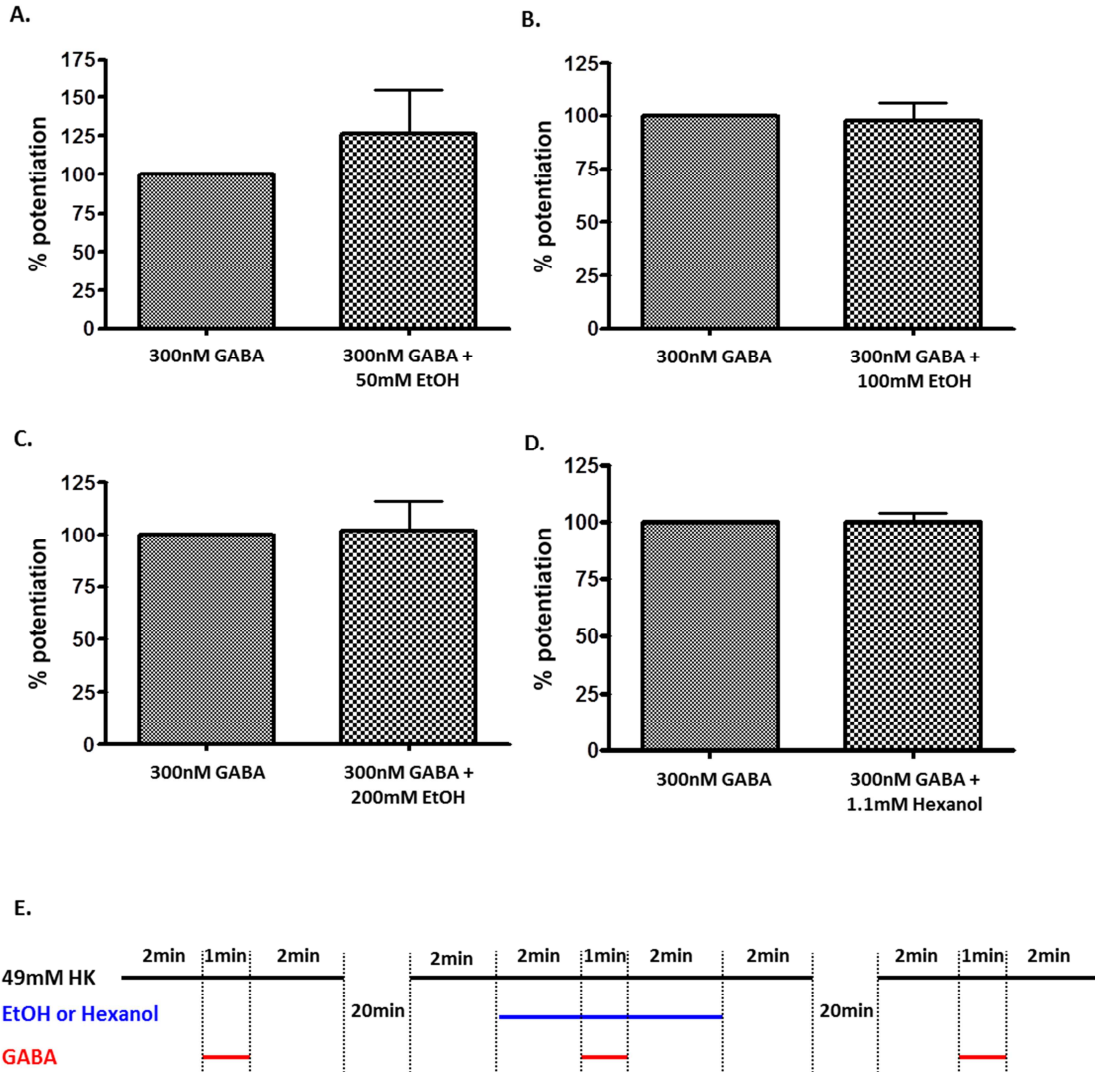 A.
% potentiation
175
150
125
100
75
50
25
0
300nM GABA
300nM GABA +
50mM EtOH
B.
% potentiation
125
100
75
50
25
0
300nM GABA
300nM GABA +
100mM EtOH
C.
% potentiation
125
100
75
50
25
0
300nM GABA
300nM GABA +
200mM EtOH
D.
% potentiation
125
100
75
50
25
0
300nM GABA
300nM GABA +
1.1mM Hexanol
E.
2min 1min 2min 2min 2min 1min 2min 2min 2min 1min 2min
49mM HK
EtOH or Hexanol 20min 20min
GABA